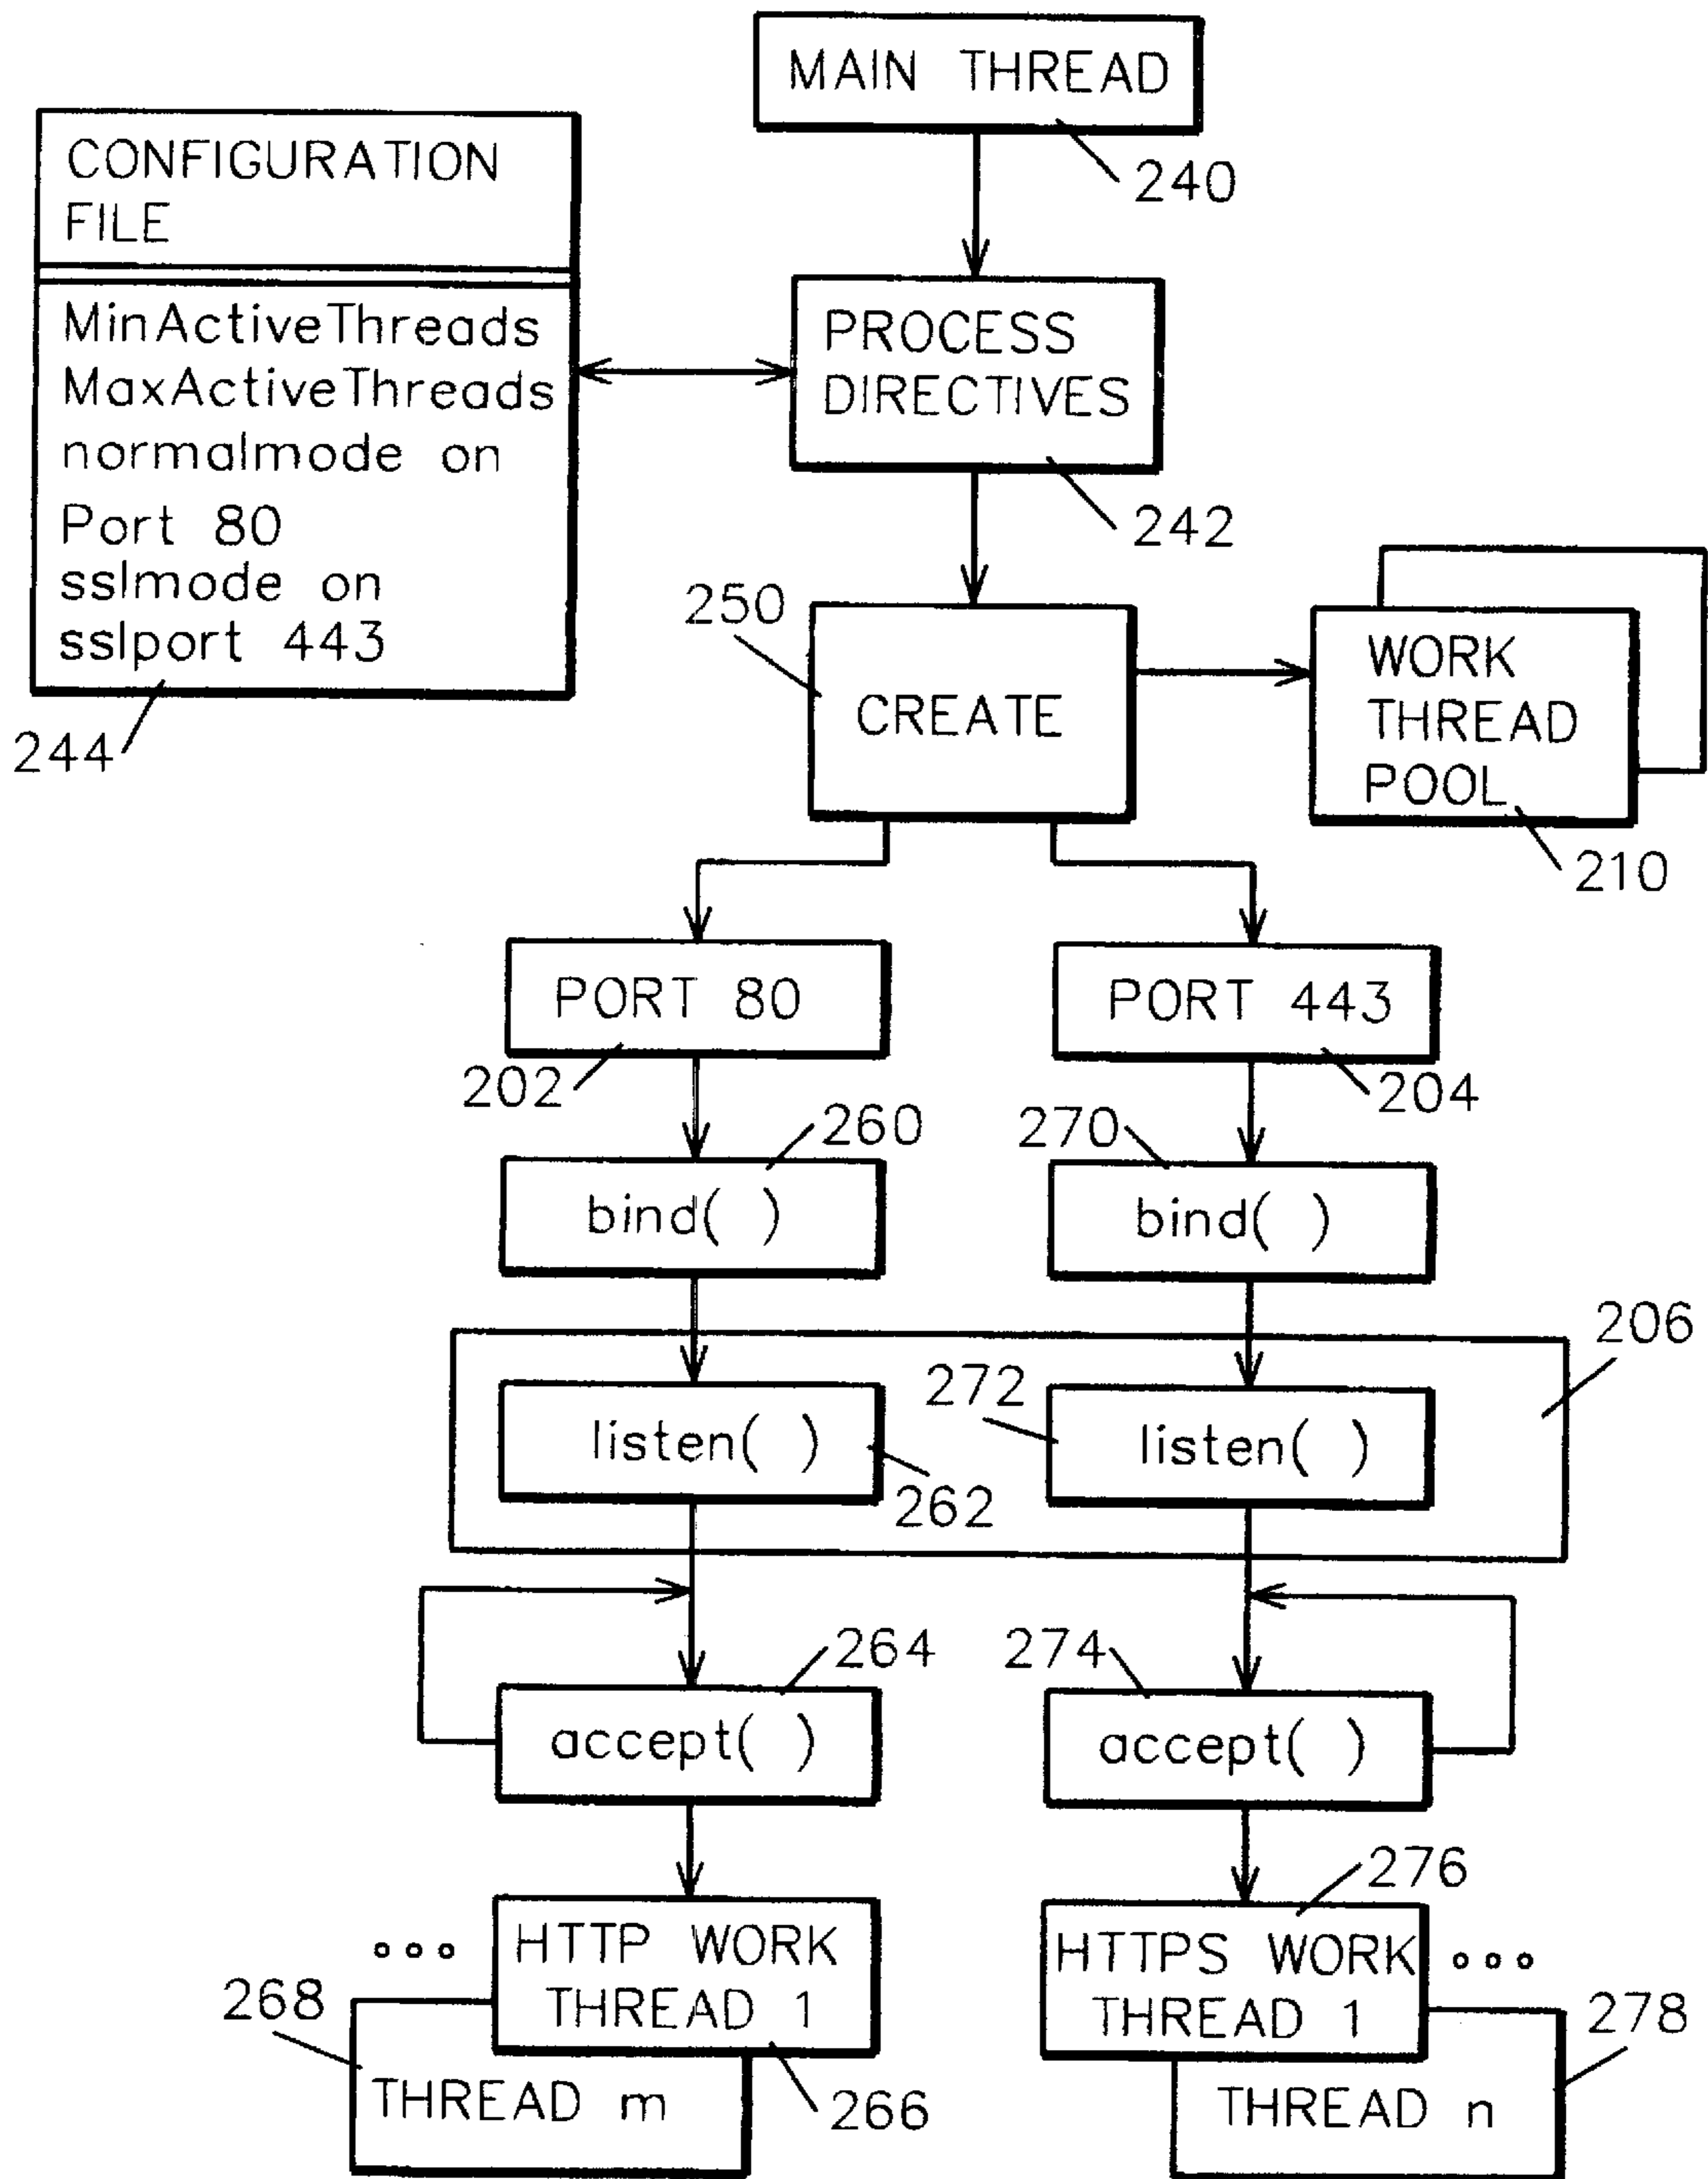 MAIN THREAD
240
CONFIGURATION
FILE
MinActiveThreads
MaxActiveThreads
normalmode on
Port 80
sslmode on
sslport 443
244
PROCESS
DIRECTIVES
242
250
CREATE
WORK
THREAD
POOL
210
PORT 80
202
PORT 443
204
260
bind( )
270
bind( )
206
listen( )
262
272
listen( )
264
accept( )
274
accept( )
276
HTTP WORK
THREAD 1
266
268
THREAD m
HTTPS WORK
THREAD 1
278
THREAD n